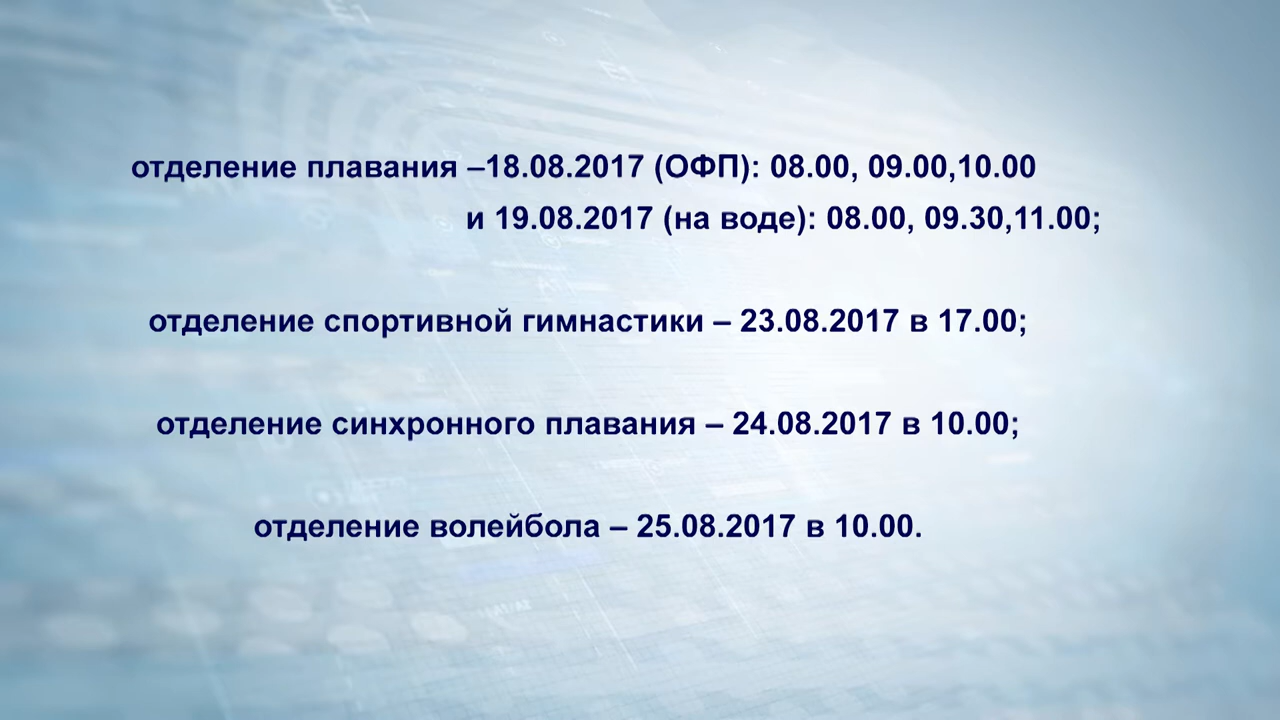 отделение плавания –18.08.2017 (ОФП): 08.00, 09.00,10.00
и 19.08.2017 (на воде): 08.00, 09.30,11.00;
отделение спортивной гимнастики – 23.08.2017 в 17.00;
отделение синхронного плавания – 24.08.2017 в 10.00;
отделение волейбола – 25.08.2017 в 10.00.